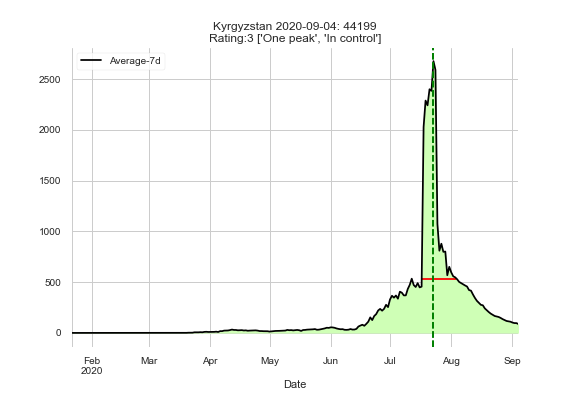 Kyrgyzstan 2020-09-04: 44199
Rating:3 ['One peak', 'In control']
Average-7d
2500
2000
1500
1000
500
0
Feb
2020
Mar
Apr
May
Jun
Jul
Aug
Sep
Date